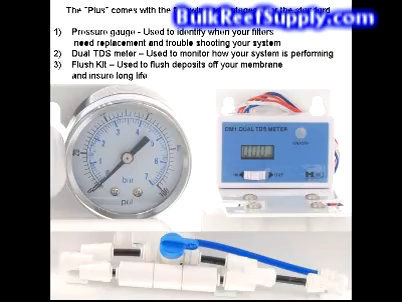 BulkReefSupply.com
The "Plus" comes with the
1) Pressure gauge - Used to identify when your filters
need replacement and trouble shooting your system
2) Dual TDS meter – Used to monitor how your system is performing
3) Flush Kit – Used to flush deposits off your membrane
and insure long life
DM1 DUAL TDS METER
bar
psi